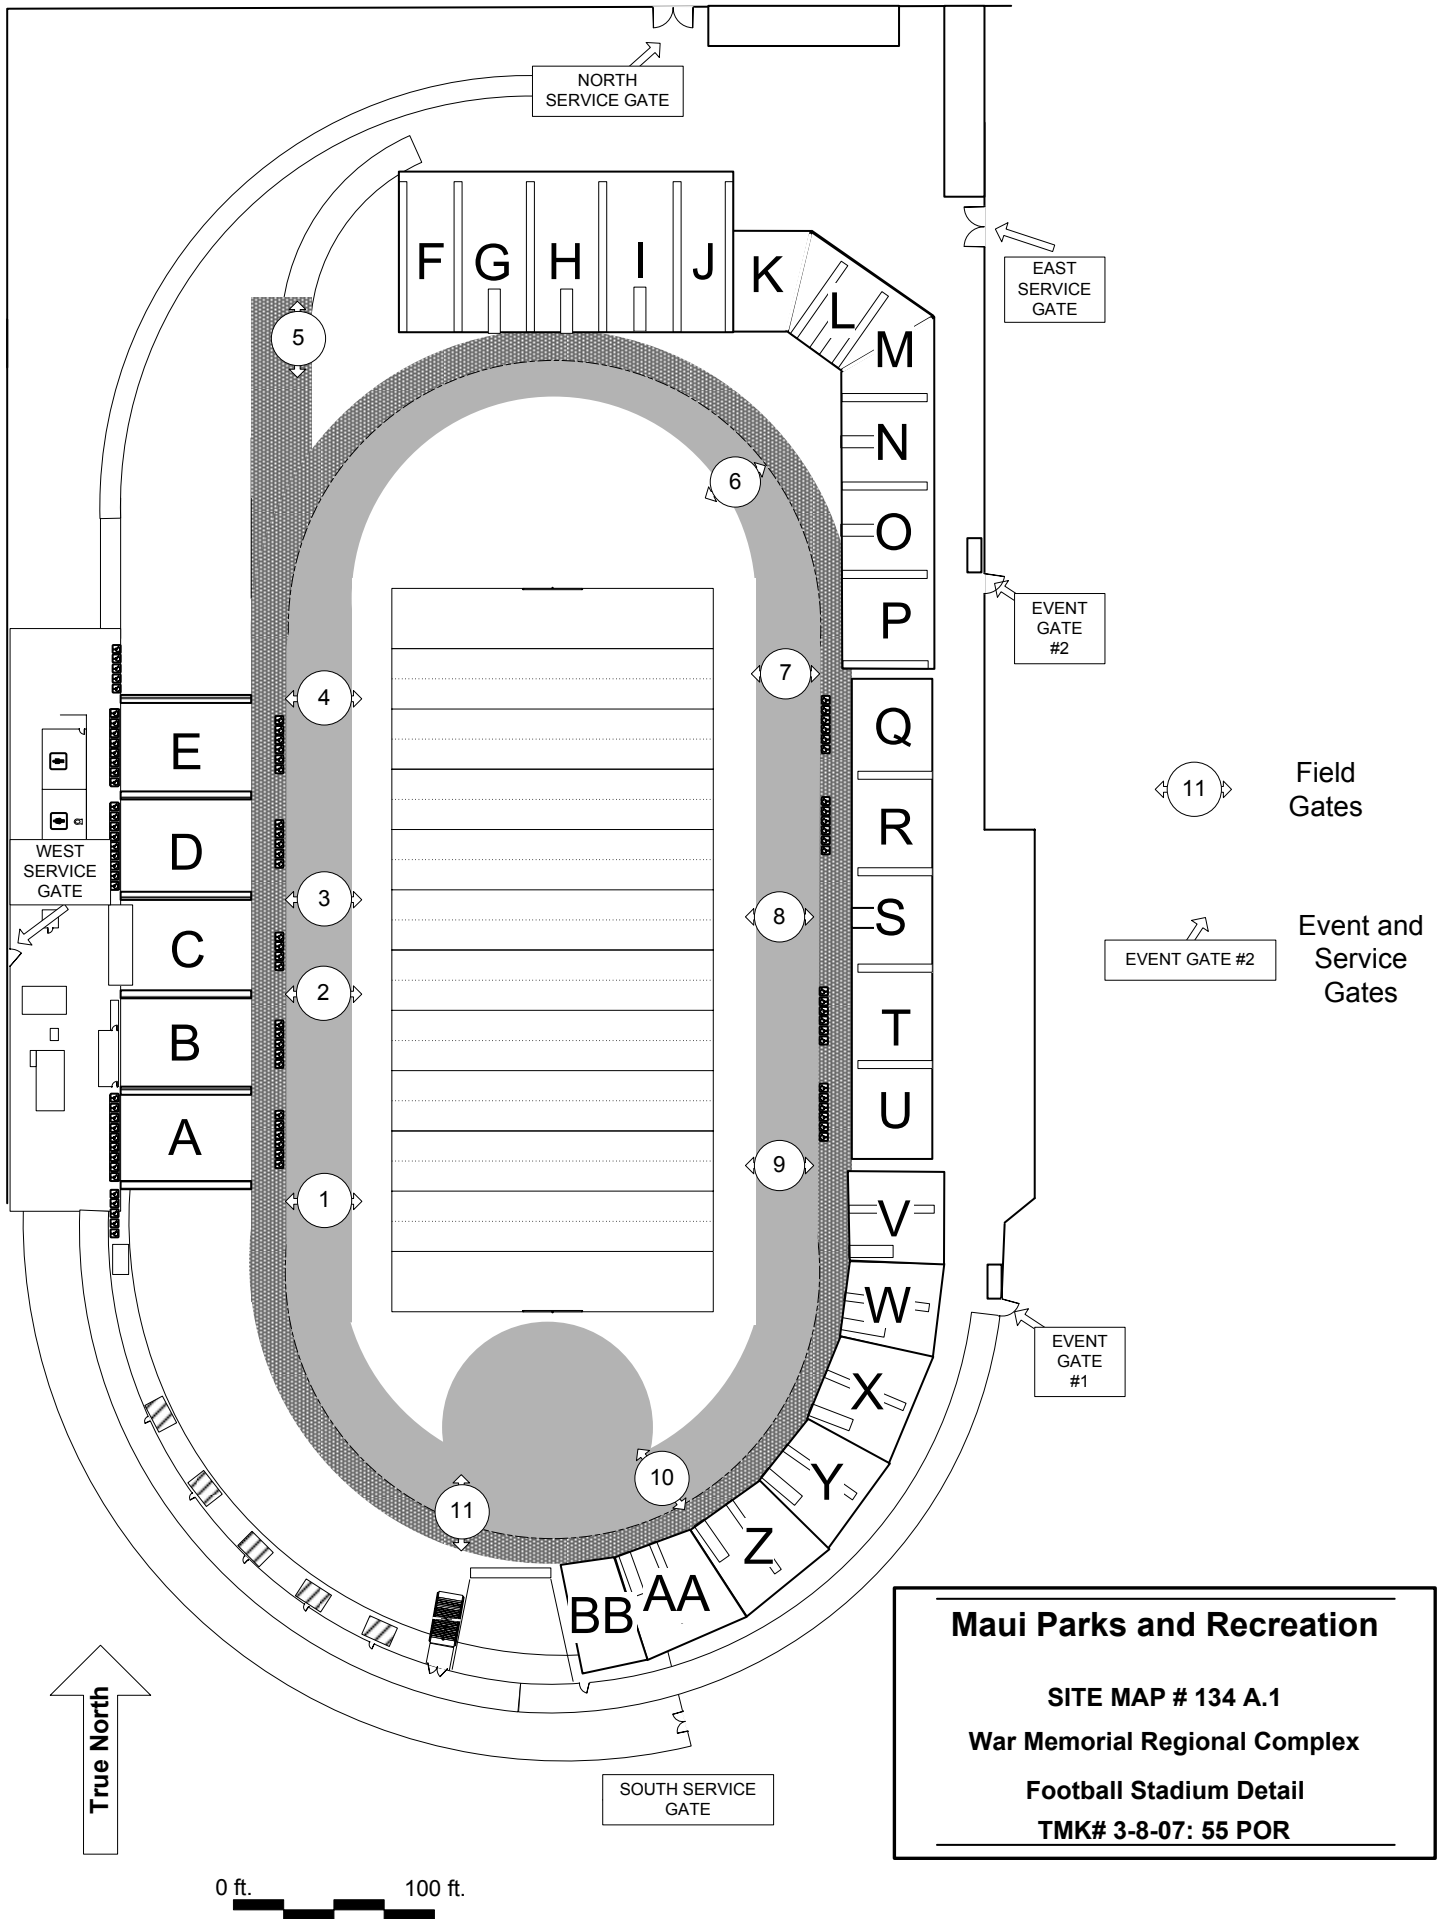 NORTH
SERVICE GATE
EAST
SERVICE
GATE
F
G
H
I
J
K
L
M
N
O
P
5
6
EVENT
GATE
#2
4
7
E
D
C
B
A
WEST
SERVICE
GATE
3
2
1
8
9
Q
R
S
T
U
V
W
X
Y
Z
AA
BB
10
11
11
Field
Gates
EVENT GATE #2
Event and
Service
Gates
EVENT
GATE
#1
SOUTH SERVICE
GATE
True North
0 ft.
100 ft.
Maui Parks and Recreation
SITE MAP # 134 A.1
War Memorial Regional Complex
Football Stadium Detail
TMK# 3-8-07: 55 POR